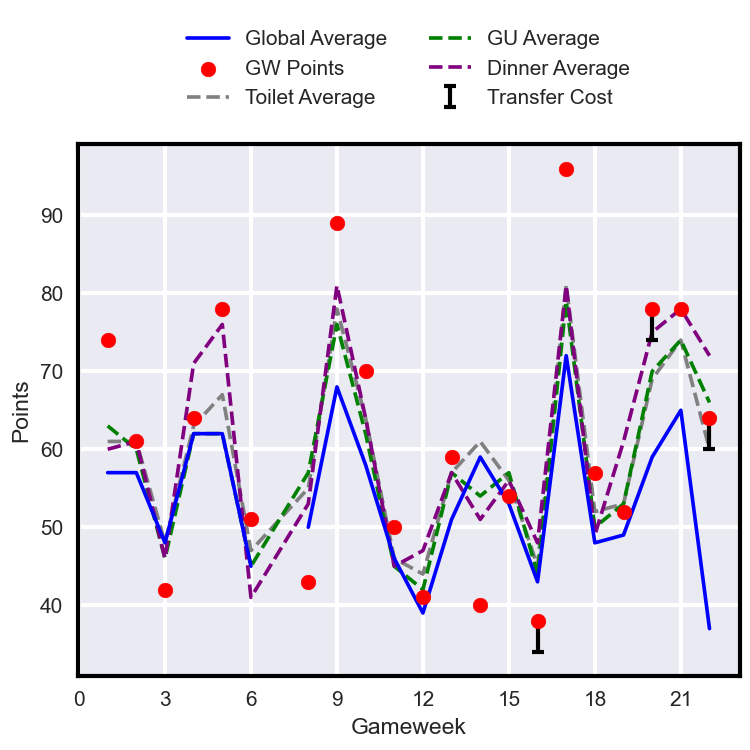 Global Average
GW Points
Toilet Average
GU Average
Dinner Average
Transfer Cost
90
80
70
60
50
40
Points
0 3 6 9 12 15 18 21
Gameweek